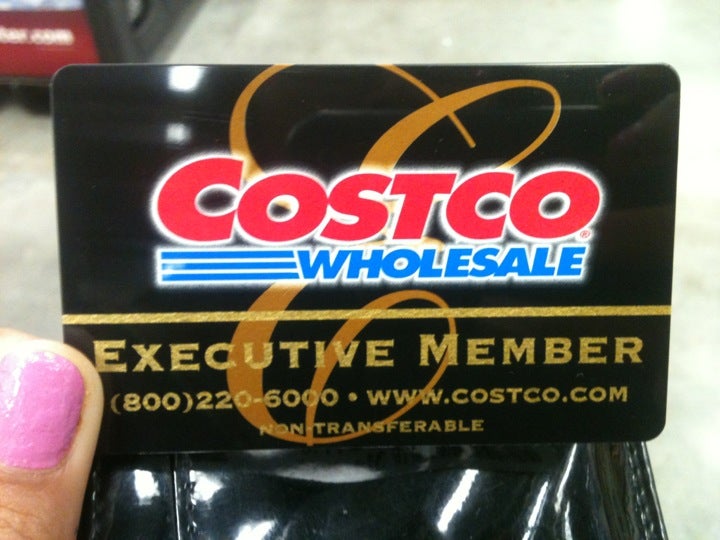 COSTCO®
WHOLESALE
EXECUTIVE MEMBER
(800)220-6000 • WWW.COSTCO.COM
NON-TRANSFERABLE